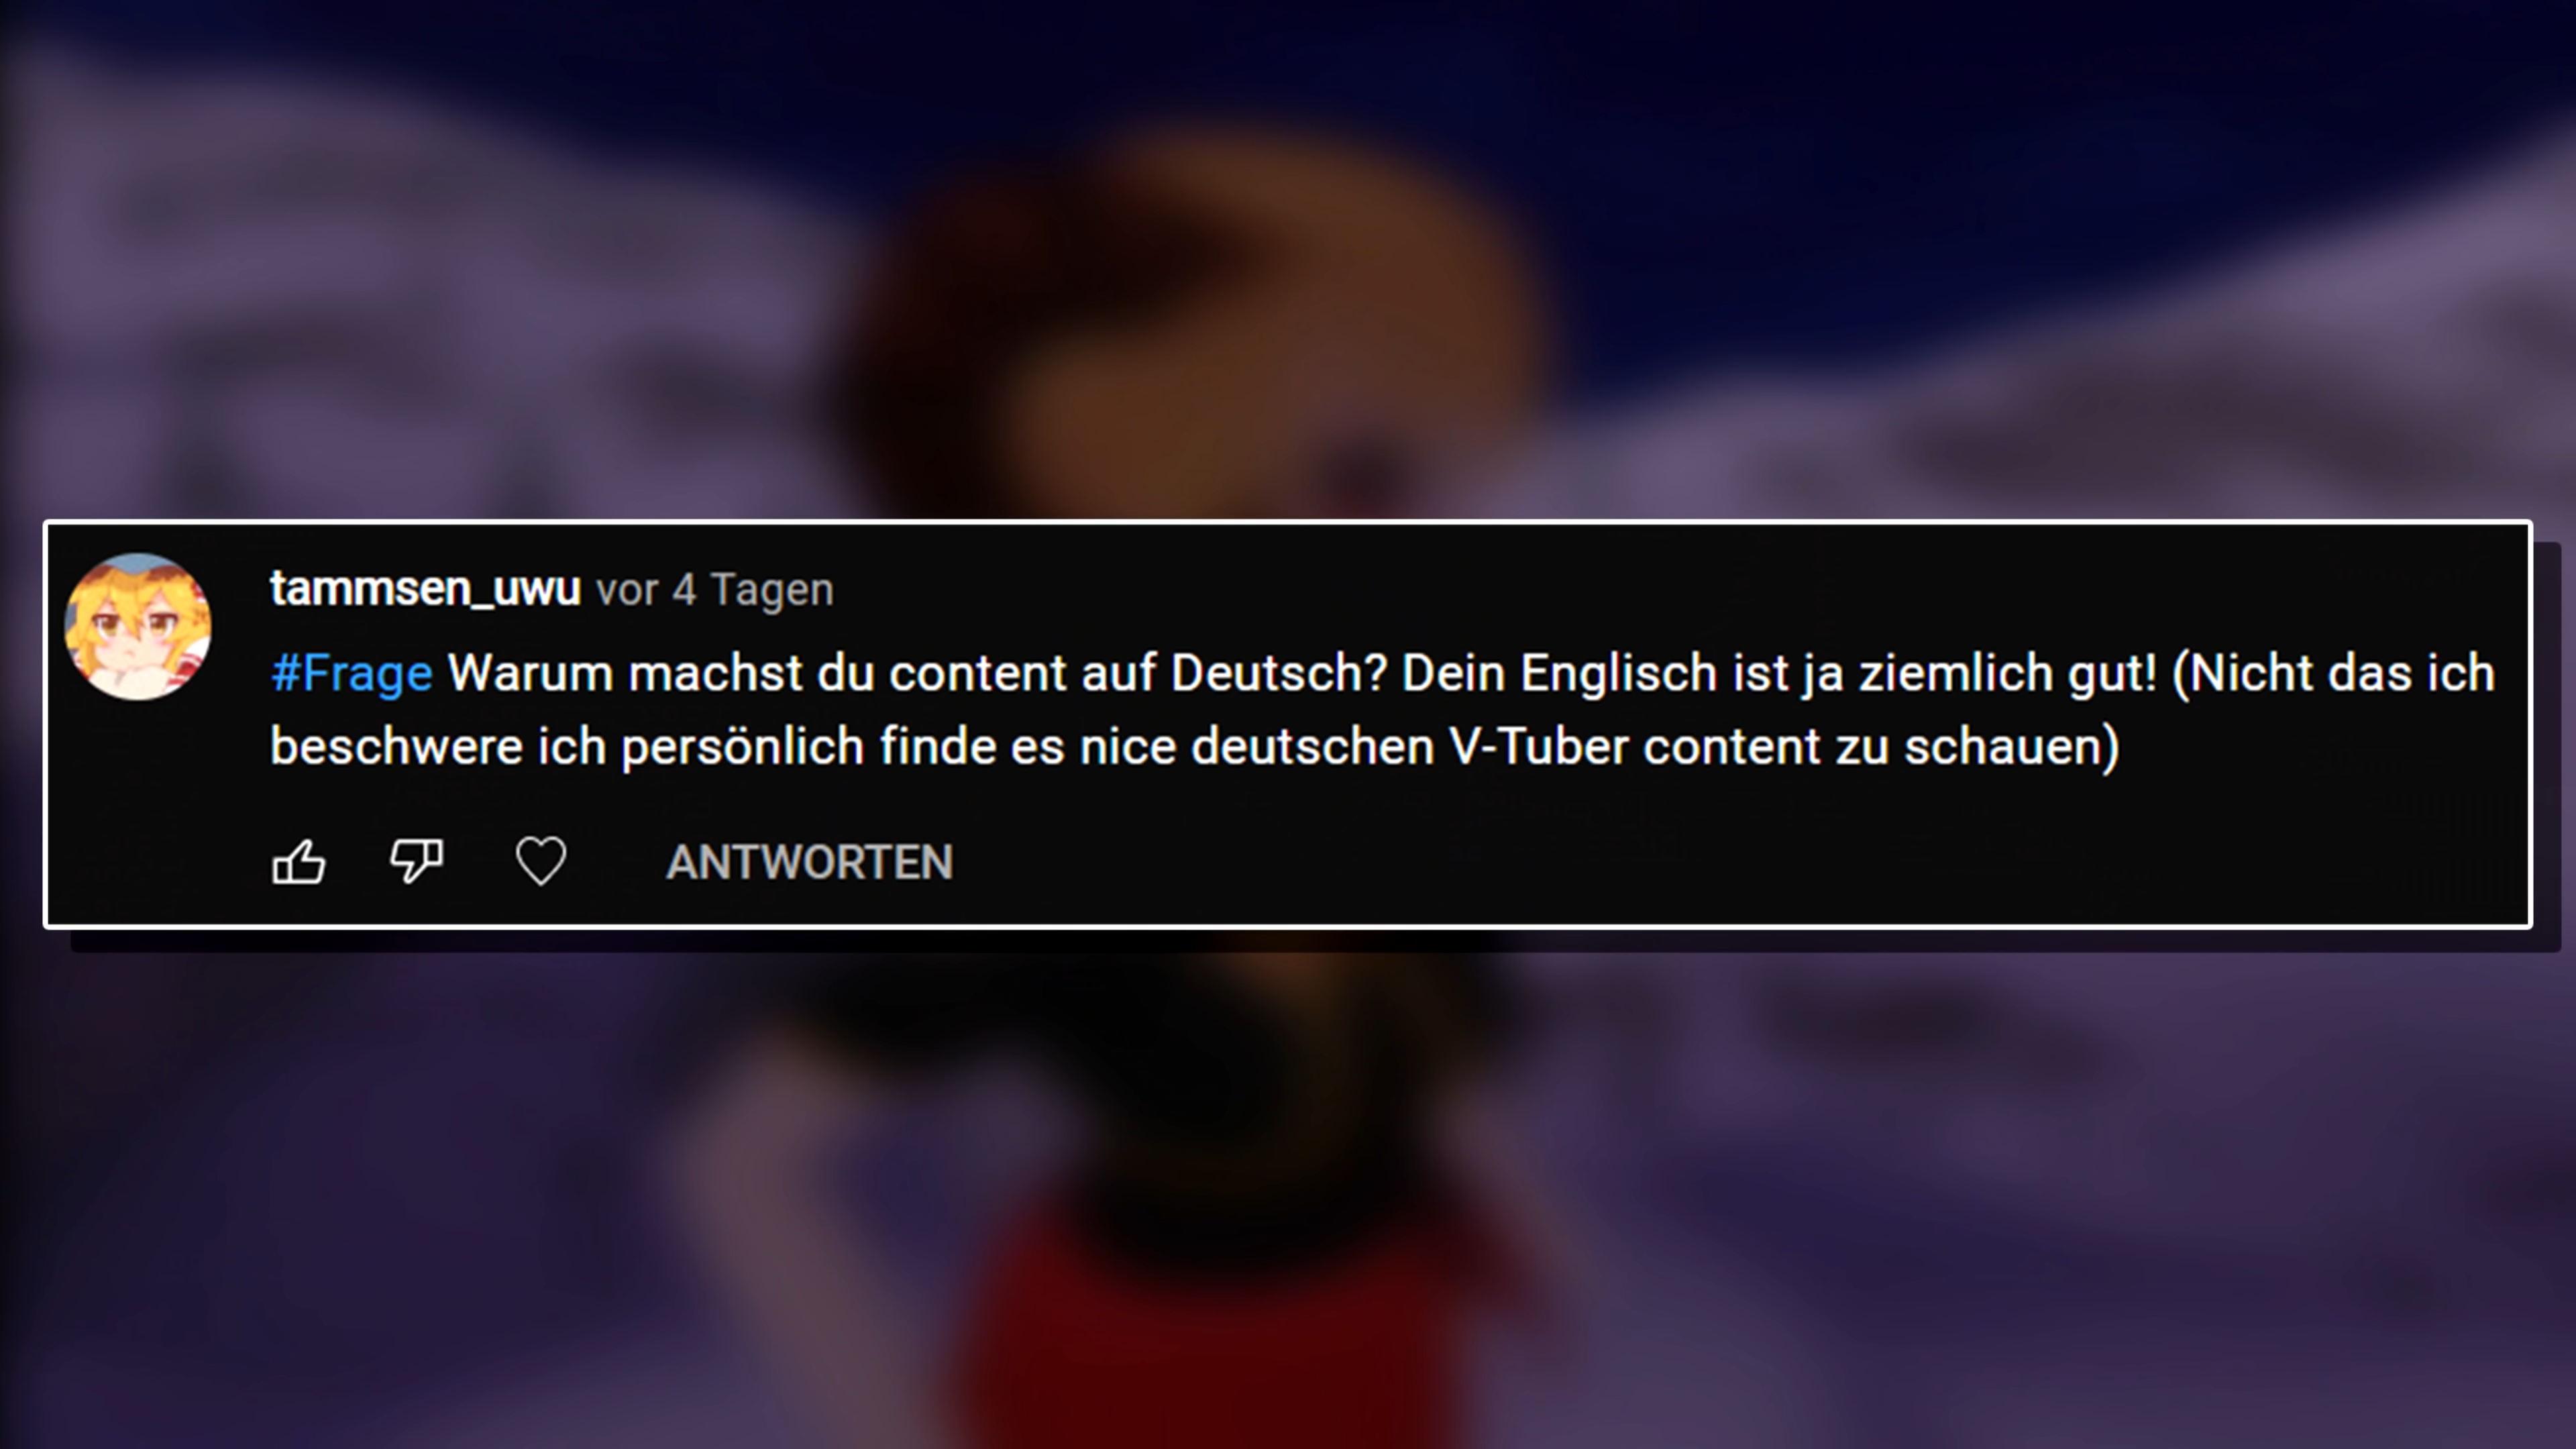 tammsen_uwu vor 4 Tagen
#Frage Warum machst du content auf Deutsch? Dein Englisch ist ja ziemlich gut! (Nicht das ich
beschwere ich persönlich finde es nice deutschen V-Tuber content zu schauen)
ANTWORTEN